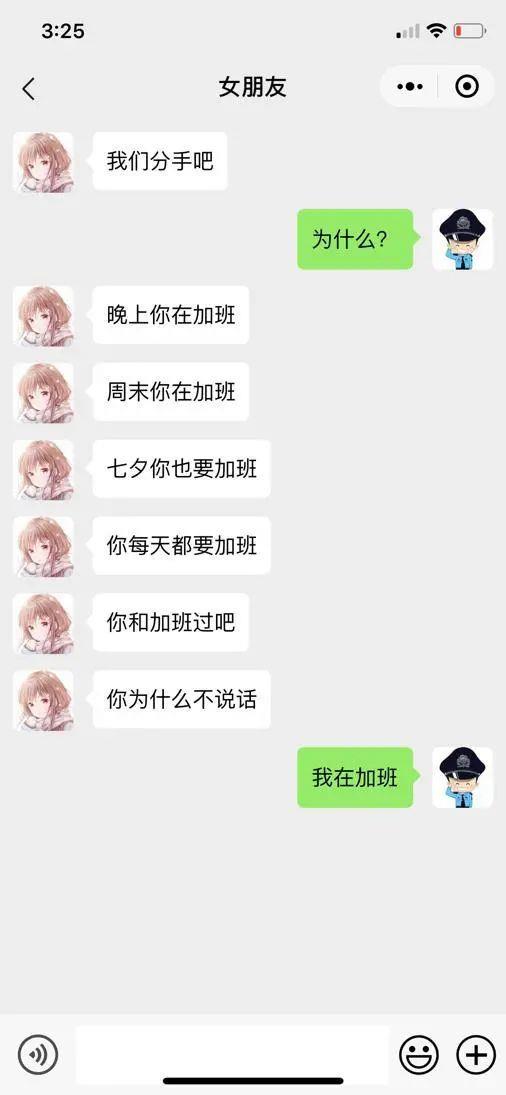 3:25
女朋友
我们分手吧
为什么？
晚上你在加班
周末你在加班
七夕你也要加班
你每天都要加班
你和加班过吧
你为什么不说话
我在加班